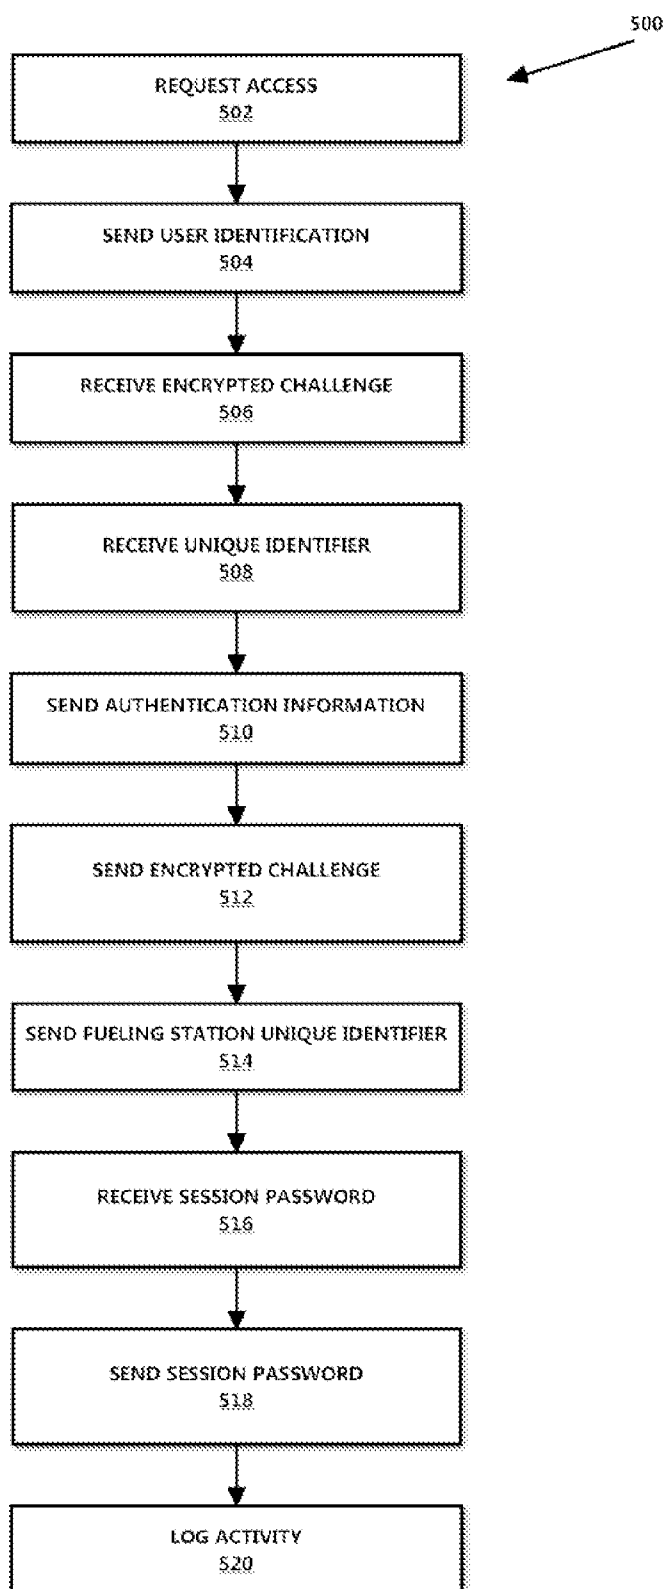 500
REQUEST ACCESS
502
SEND USER IDENTIFICATION
504
RECEIVE ENCRYPTED CHALLENGE
506
RECEIVE UNIQUE IDENTIFIER
508
SEND AUTHENTICATION INFORMATION
510
SEND ENCRYPTED CHALLENGE
512
SEND FUELING STATION UNIQUE IDENTIFIER
514
RECEIVE SESSION PASSWORD
516
SEND SESSION PASSWORD
518
LOG ACTIVITY
520